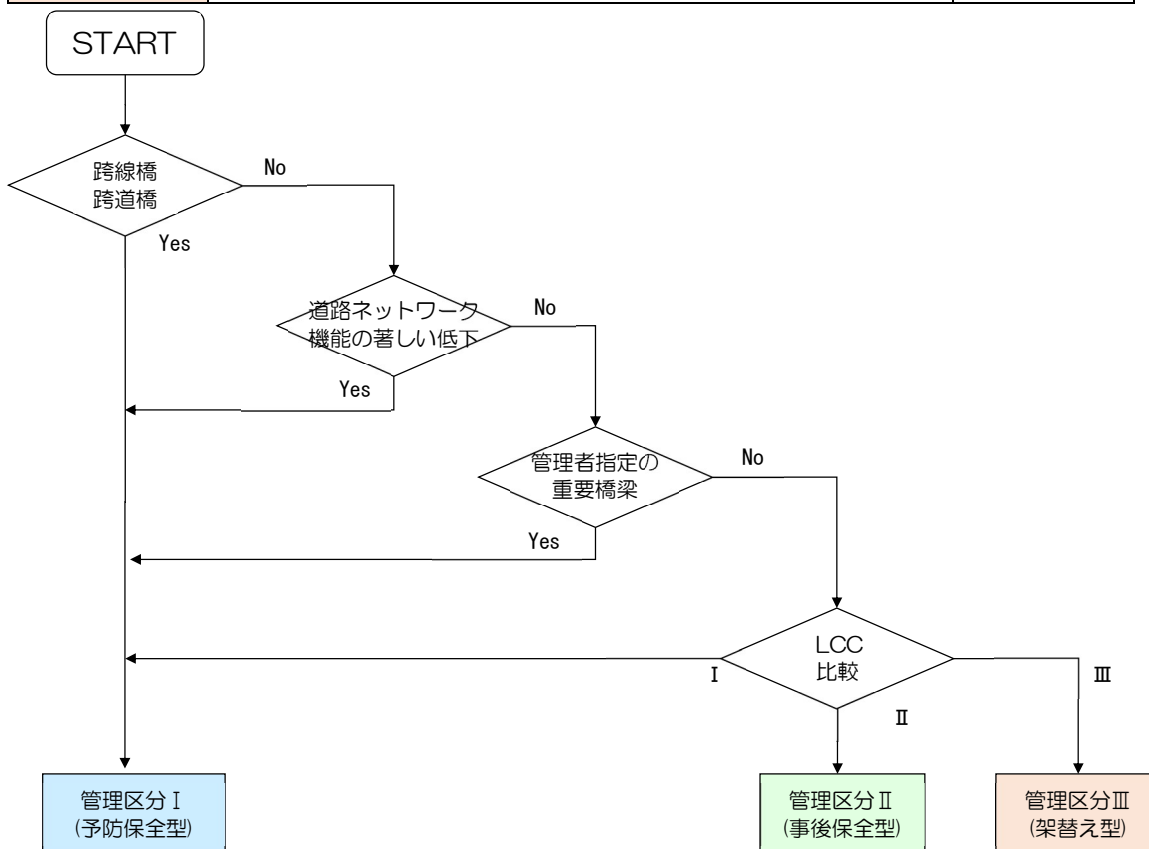 START
跨線橋
跨道橋
No
Yes
道路ネットワーク
機能の著しい低下
No
Yes
管理者指定の
重要橋梁
No
Yes
LCC
比較
Ⅰ
Ⅱ
Ⅲ
管理区分Ⅰ
(予防保全型)
管理区分Ⅱ
(事後保全型)
管理区分Ⅲ
(架替え型)